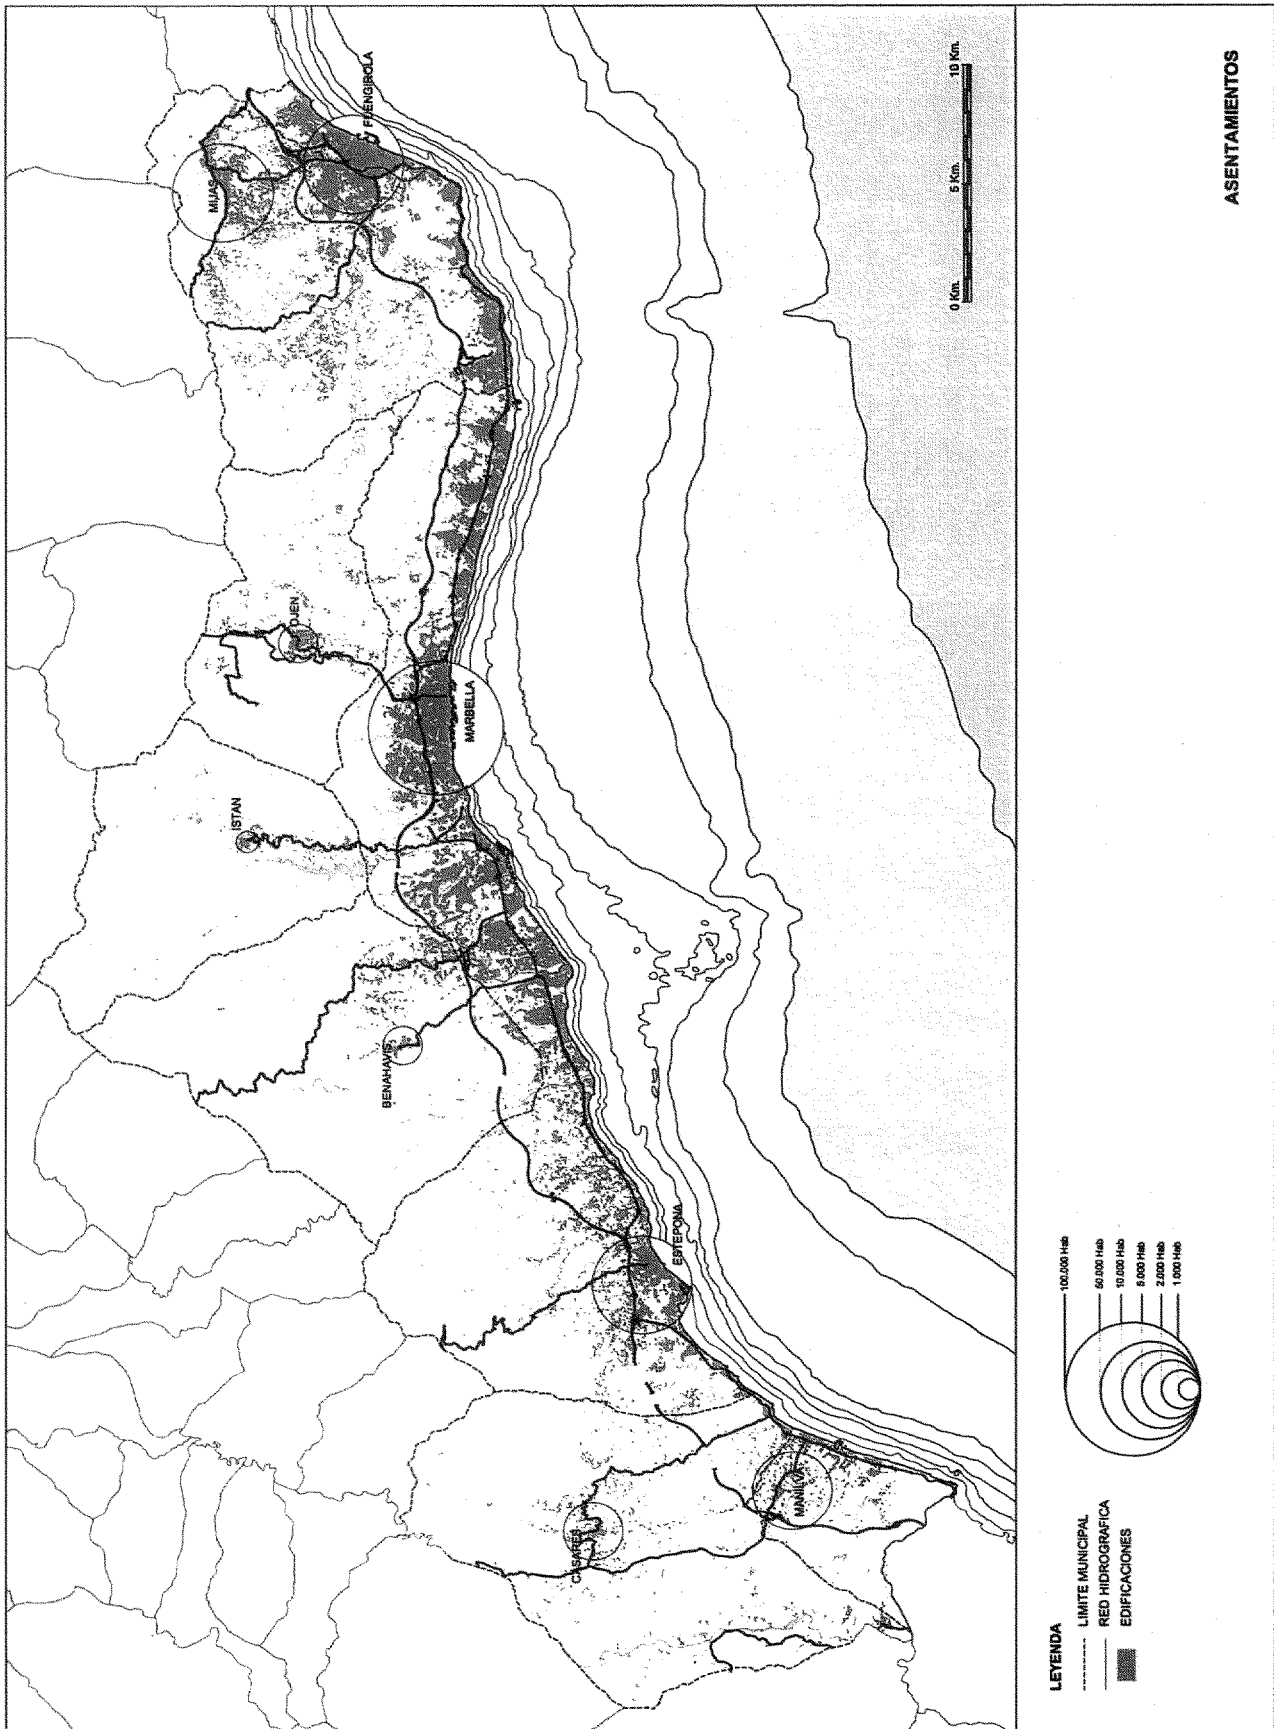 MIJAS
FUENGIROLA
OJEN
MARBELLA
ISTAN
BENAHAVIS
ESTEPONA
CASARES
MANILVA
0 Km.
5 Km.
10 Km.
ASENTAMIENTOS
LEYENDA
LIMITE MUNICIPAL
RED HIDROGRAFICA
EDIFICACIONES
100.000 Hab
50.000 Hab
10.000 Hab
5.000 Hab
2.000 Hab
1.000 Hab